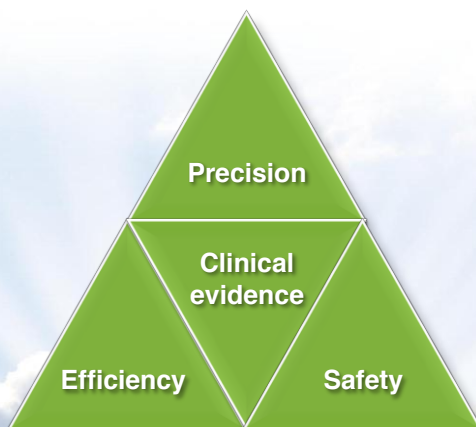 Precision
Clinical
evidence
Efficiency
Safety